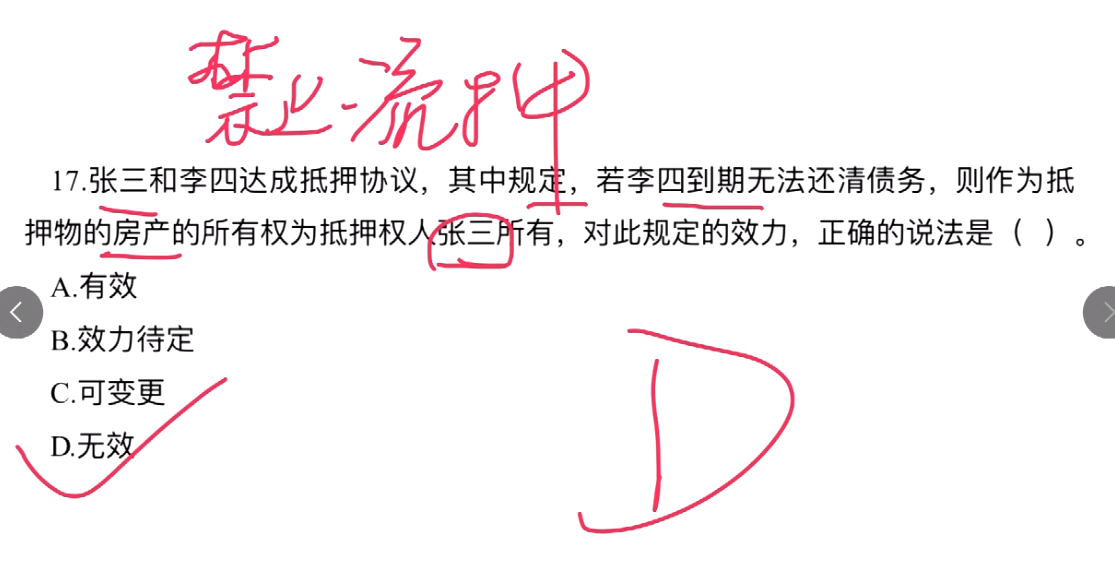 禁止流押
17.张三和李四达成抵押协议，其中规定，若李四到期无法还清债务，则作为抵
押物的房产的所有权为抵押权人张三所有，对此规定的效力，正确的说法是（ ）。
A.有效
B.效力待定
C.可变更
D.无效
D